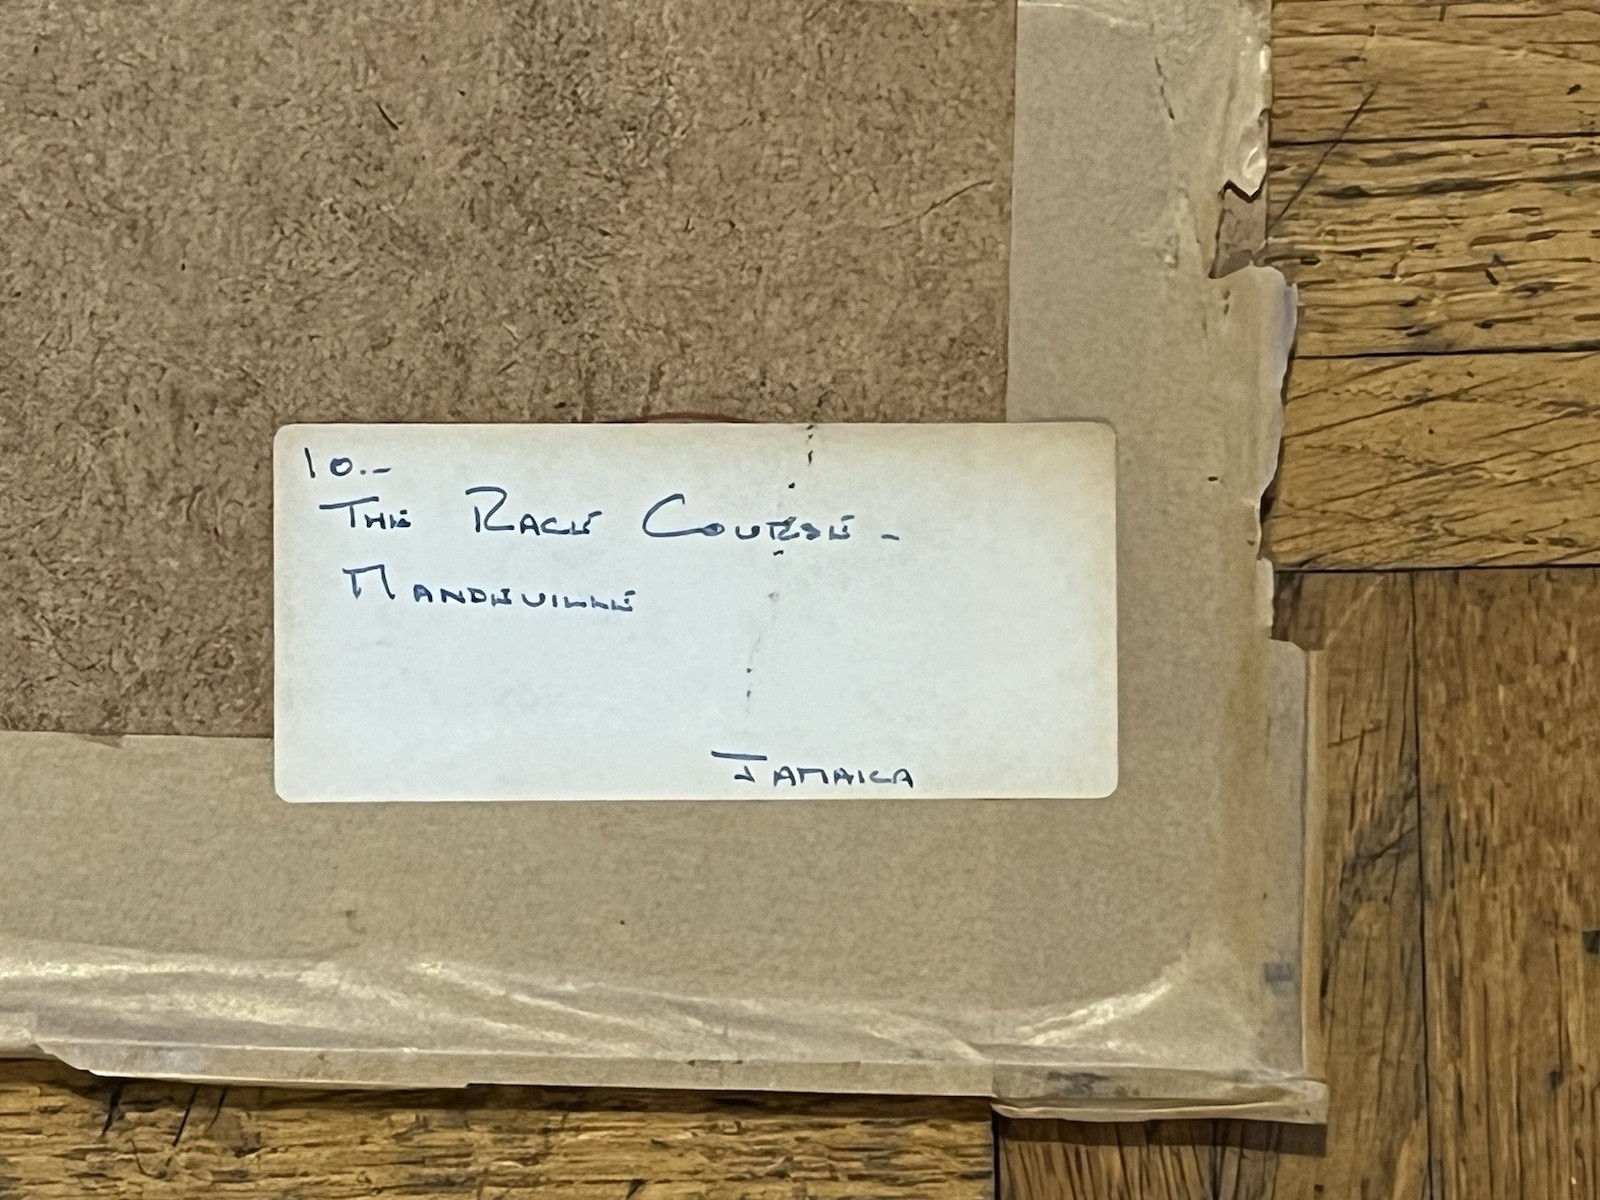 10.-
THE RACE COURSE -
MANDEVILLE
JAMAICA